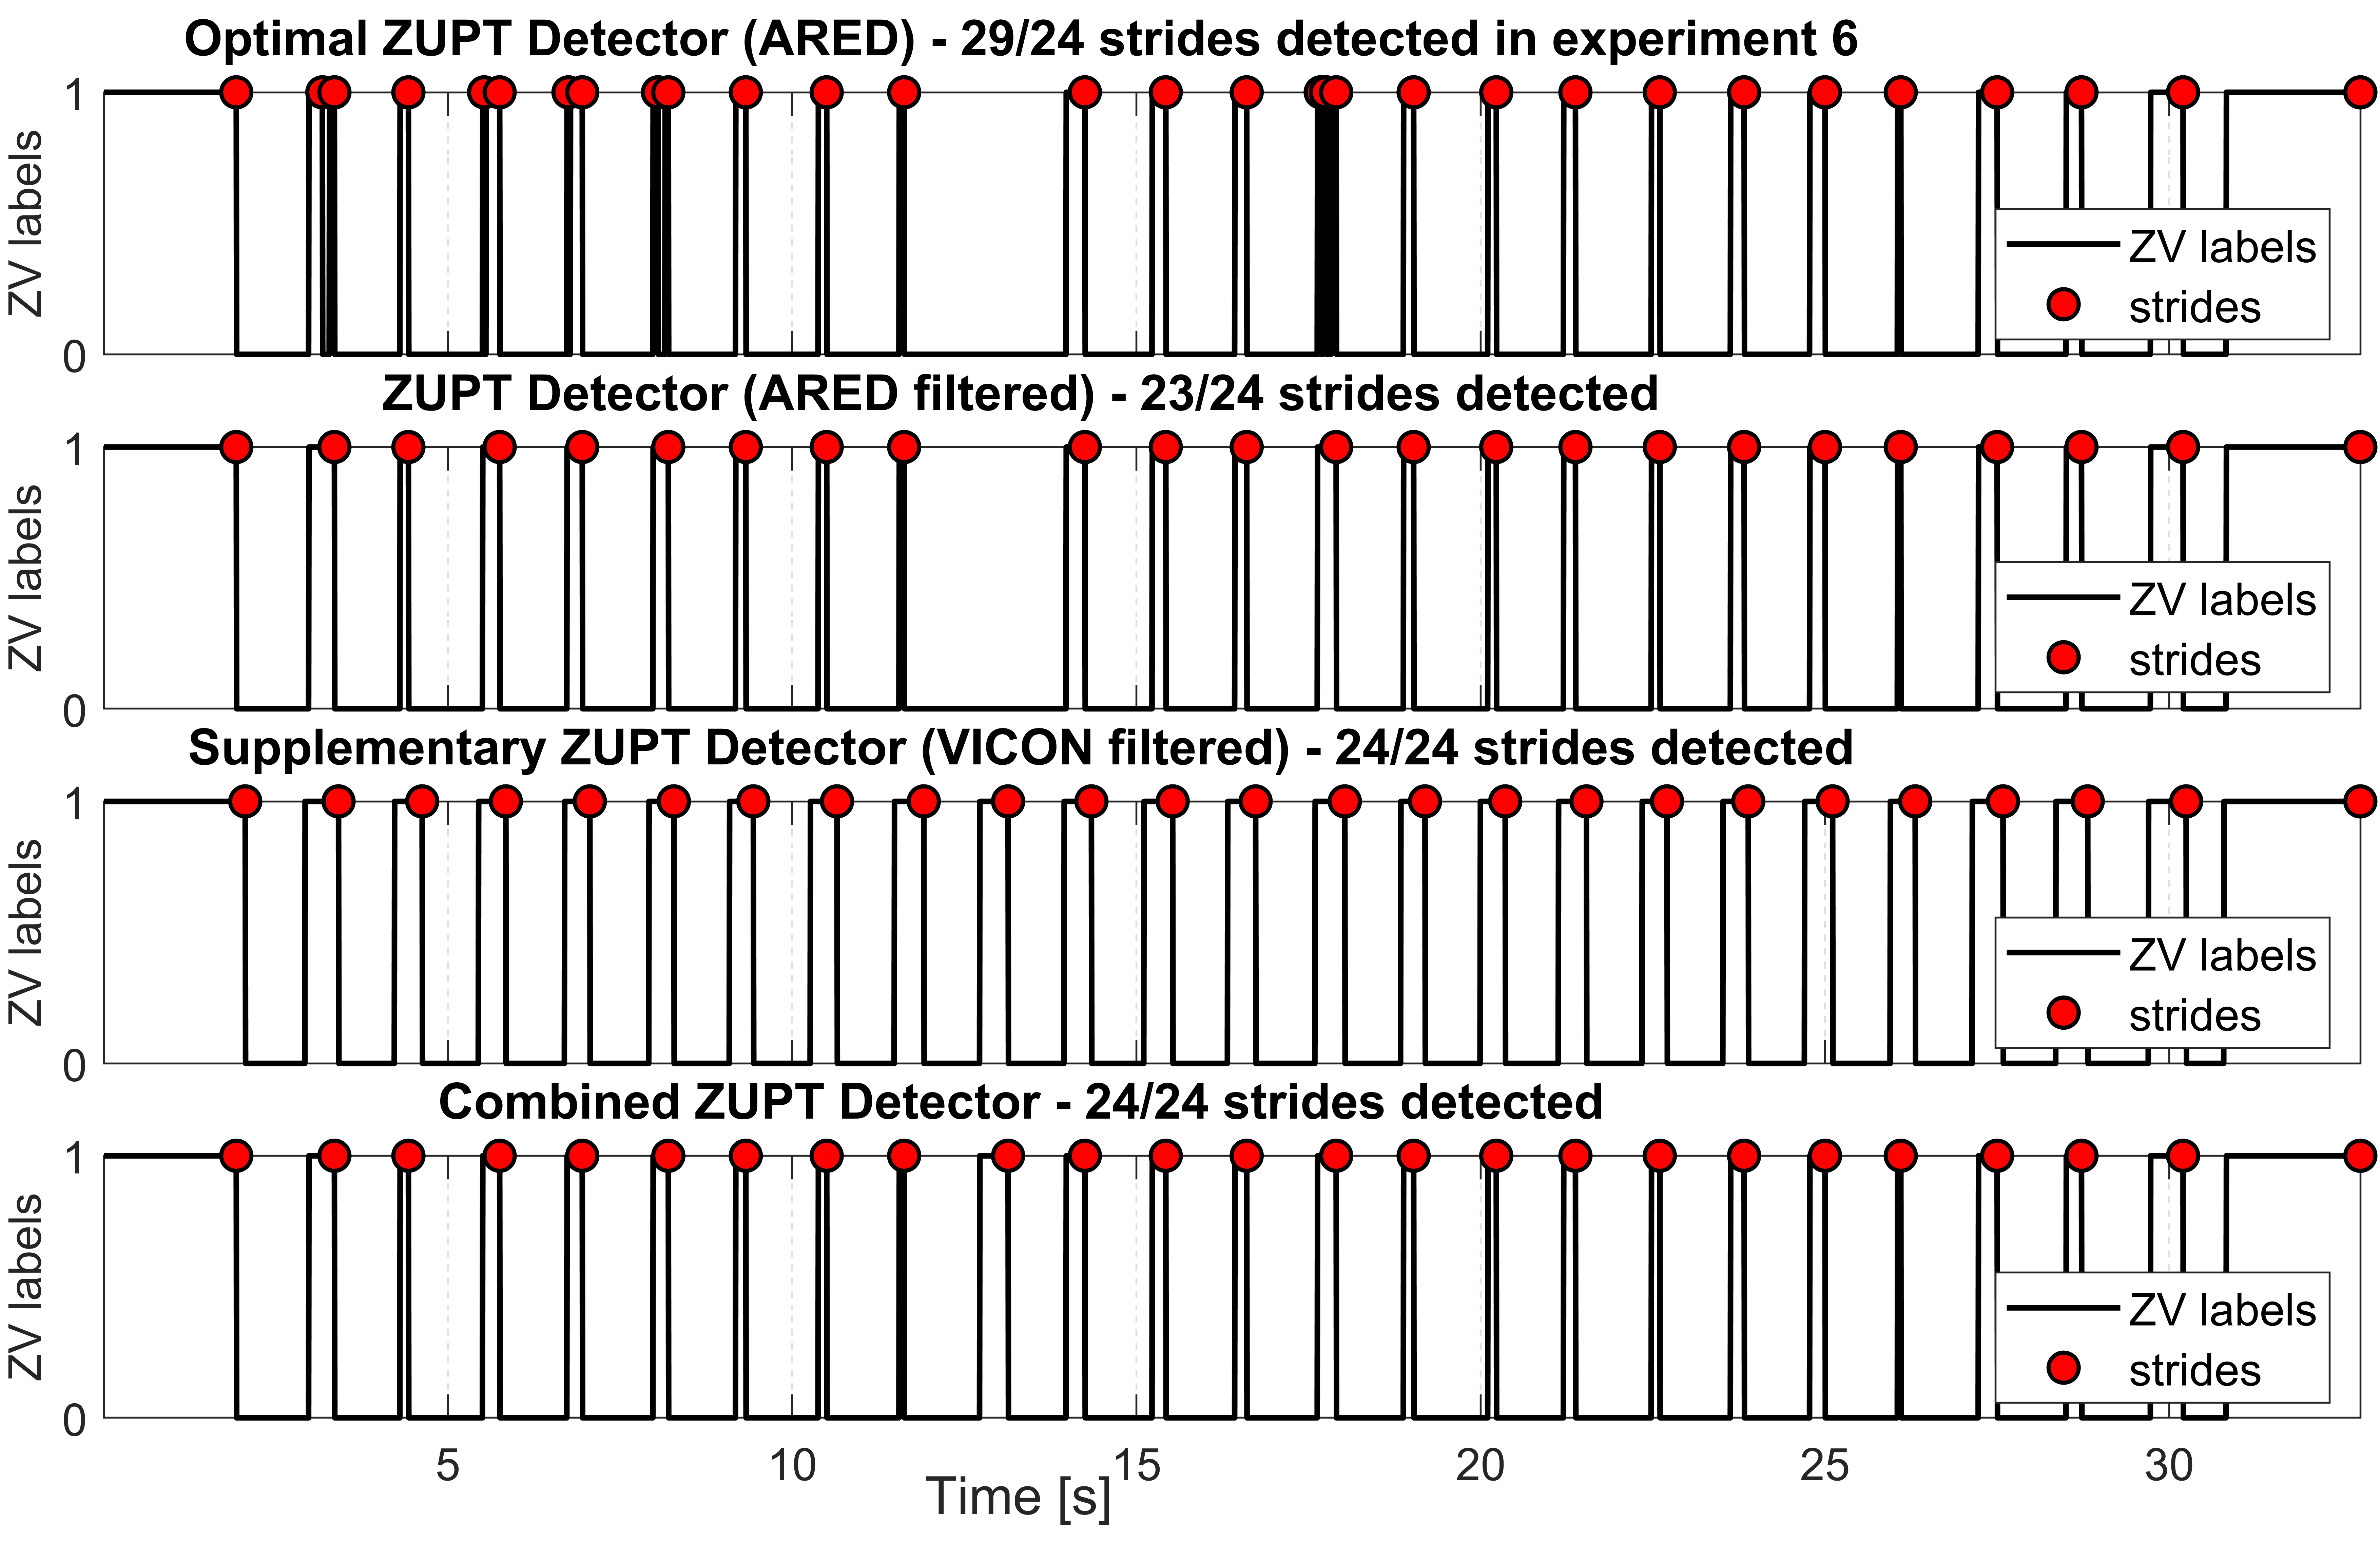 Optimal ZUPT Detector (ARED) - 29/24 strides detected in experiment 6
1
ZV labels
0
ZV labels
strides
ZUPT Detector (ARED filtered) - 23/24 strides detected
1
ZV labels
0
ZV labels
strides
Supplementary ZUPT Detector (VICON filtered) - 24/24 strides detected
1
ZV labels
0
ZV labels
strides
Combined ZUPT Detector - 24/24 strides detected
1
ZV labels
0
ZV labels
strides
5 10 15 20 25 30
Time [s]